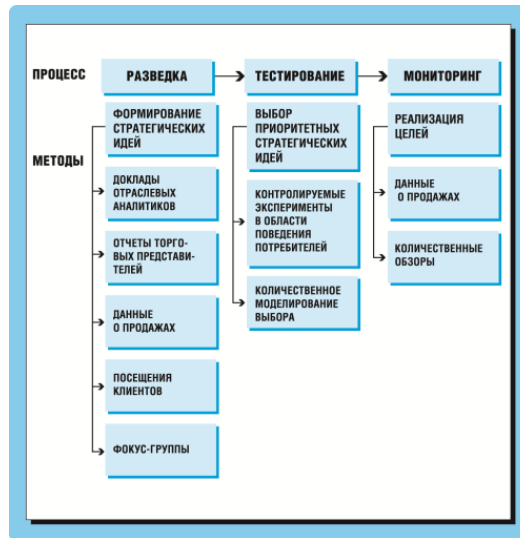 ПРОЦЕСС
РАЗВЕДКА
ТЕСТИРОВАНИЕ
МОНИТОРИНГ
МЕТОДЫ
ФОРМИРОВАНИЕ
СТРАТЕГИЧЕСКИХ
ИДЕЙ
ДОКЛАДЫ
ОТРАСЛЕВЫХ
АНАЛИТИКОВ
ОТЧЕТЫ ТОРГО-
ВЫХ ПРЕДСТАВИ-
ТЕЛЕЙ
ДАННЫЕ
О ПРОДАЖАХ
ПОСЕЩЕНИЯ
КЛИЕНТОВ
ФОКУС-ГРУППЫ
ВЫБОР
ПРИОРИТЕТНЫХ
СТРАТЕГИЧЕСКИХ
ИДЕЙ
КОНТРОЛИРУЕМЫЕ
ЭКСПЕРИМЕНТЫ
В ОБЛАСТИ
ПОВЕДЕНИЯ
ПОТРЕБИТЕЛЕЙ
КОЛИЧЕСТВЕННОЕ
МОДЕЛИРОВАНИЕ
ВЫБОРА
РЕАЛИЗАЦИЯ
ЦЕЛЕЙ
ДАННЫЕ
О ПРОДАЖАХ
КОЛИЧЕСТВЕННЫЕ
ОБЗОРЫ